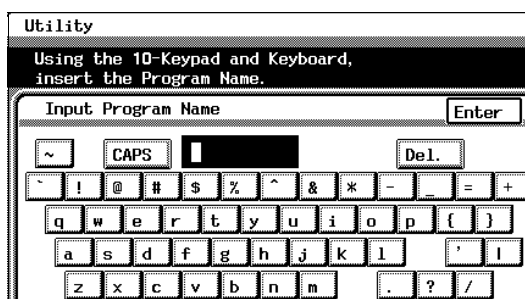 Utility
Using the 10-Keypad and Keyboard,
insert the Program Name.
Input Program Name
Enter
~ CAPS Del.
` ! @ # $ % ^ & * - _ = +
q w e r t y u i o p { }
a s d f g h j k l ' |
z x c v b n m . ? /